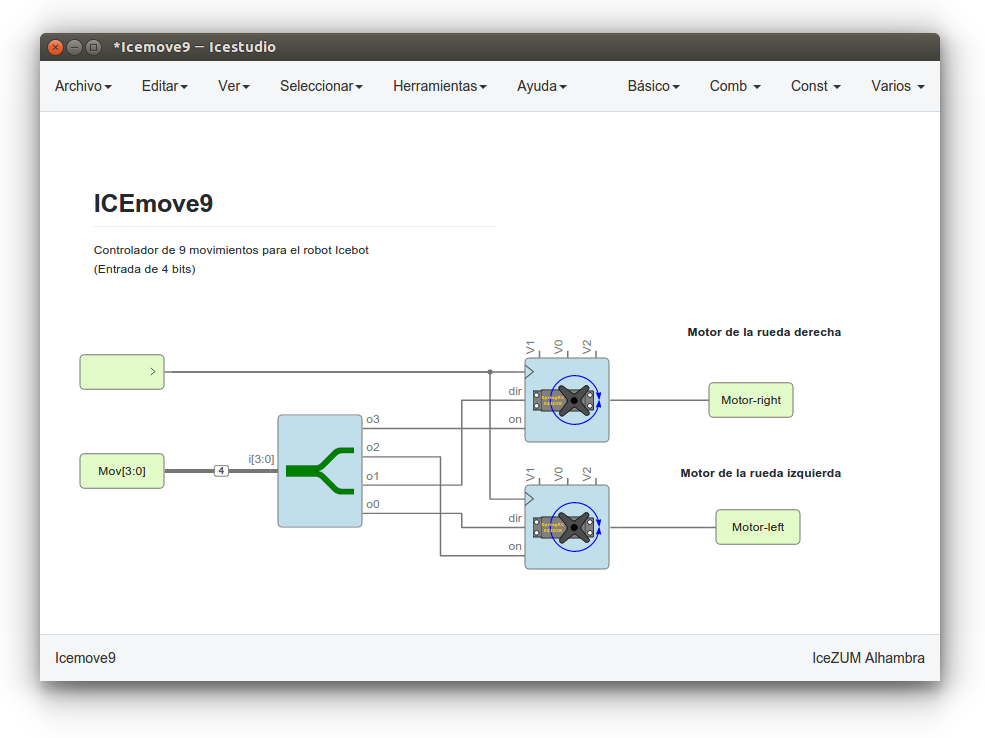 *Icemove9 – Icestudio
Archivo Editar Ver Seleccionar Herramientas Ayuda Básico Comb Const Varios
ICEmove9
Controlador de 9 movimientos para el robot Icebot
(Entrada de 4 bits)
Motor de la rueda derecha
V1 V0 V2
dir
on
Motor-right
o3
o2
o1
o0
i[3:0]
Mov[3:0]
4
Motor de la rueda izquierda
V1 V0 V2
dir
on
Motor-left
Icemove9
IceZUM Alhambra